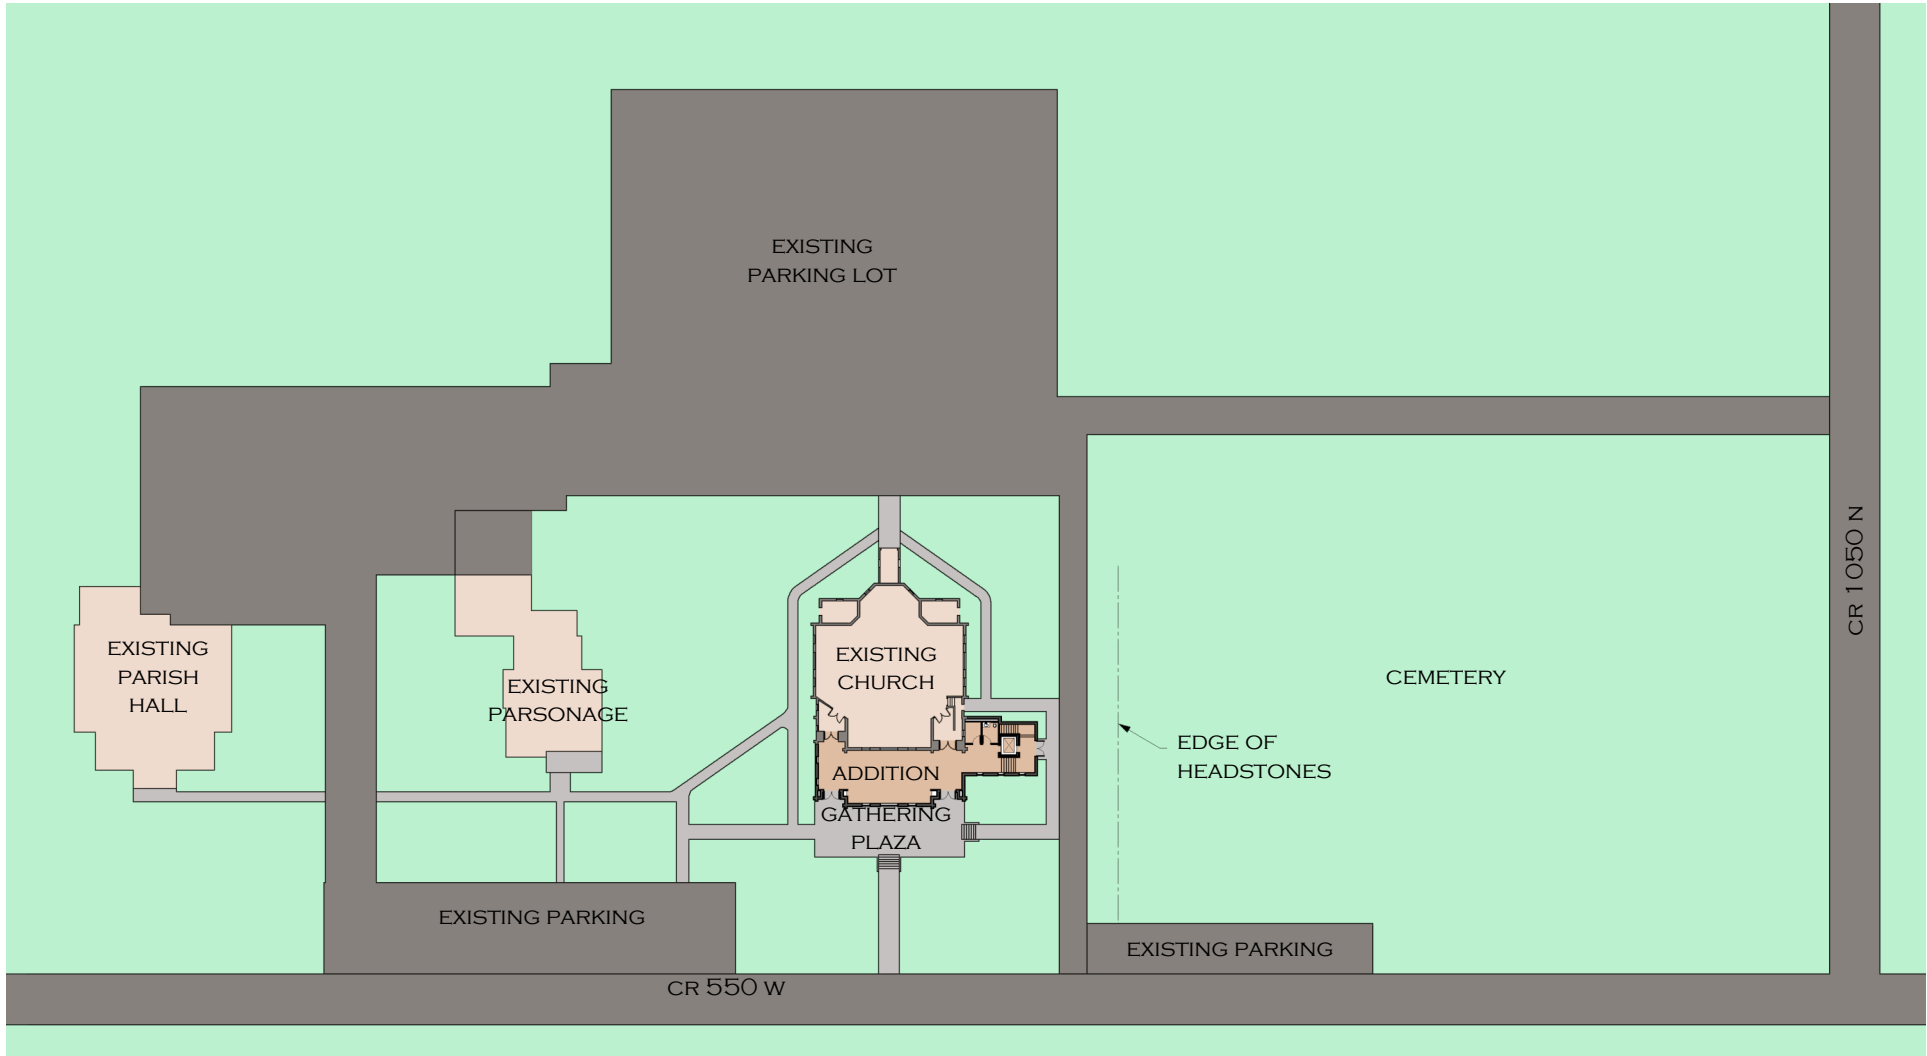 EXISTING
PARKING LOT
CR 1050 N
EXISTING
PARISH
HALL
EXISTING
PARSONAGE
EXISTING
CHURCH
CEMETERY
EDGE OF
HEADSTONES
ADDITION
GATHERING
PLAZA
EXISTING PARKING
EXISTING PARKING
CR 550 W